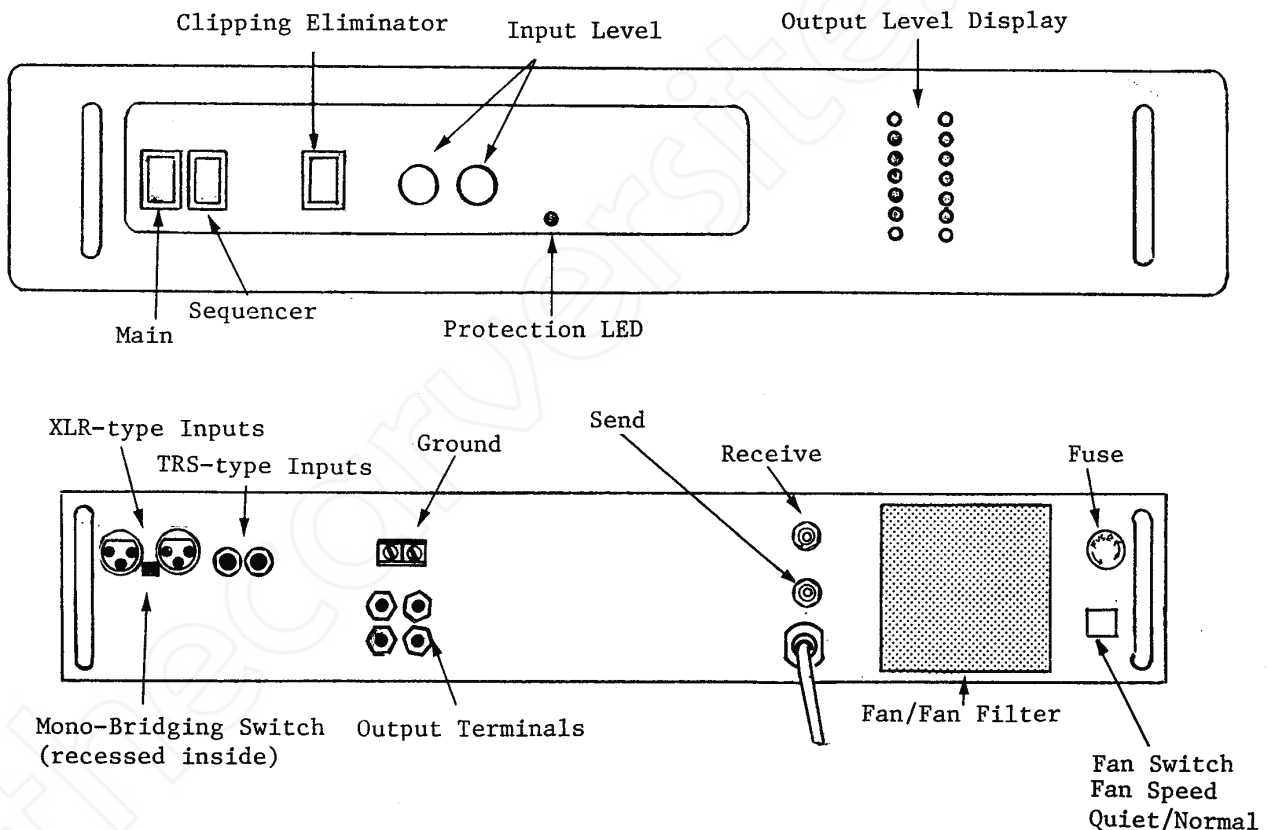 Clipping Eliminator
Input Level
Output Level Display
Main
Sequencer
Protection LED
XLR-type Inputs
TRS-type Inputs
Ground
Send
Receive
Fuse
Mono-Bridging Switch
(recessed inside)
Output Terminals
Fan/Fan Filter
Fan Switch
Fan Speed
Quiet/Normal